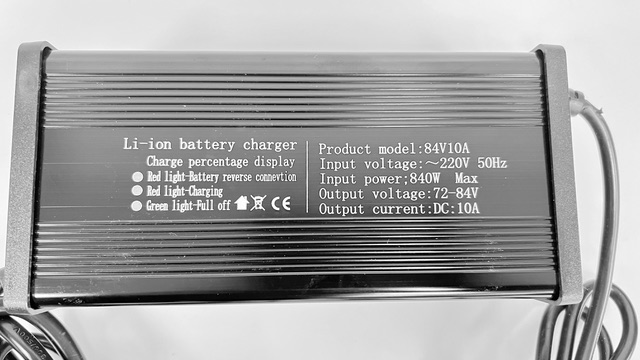 Li-ion battery charger
Charge percentage display
Red light-Battery reverse connevtion
Red light-Charging
Green light-Full off CE
Product model:84V10A
Input voltage:~220V 50Hz
Input power;840W Max
Output voltage:72-84V
Output current:DC:10A